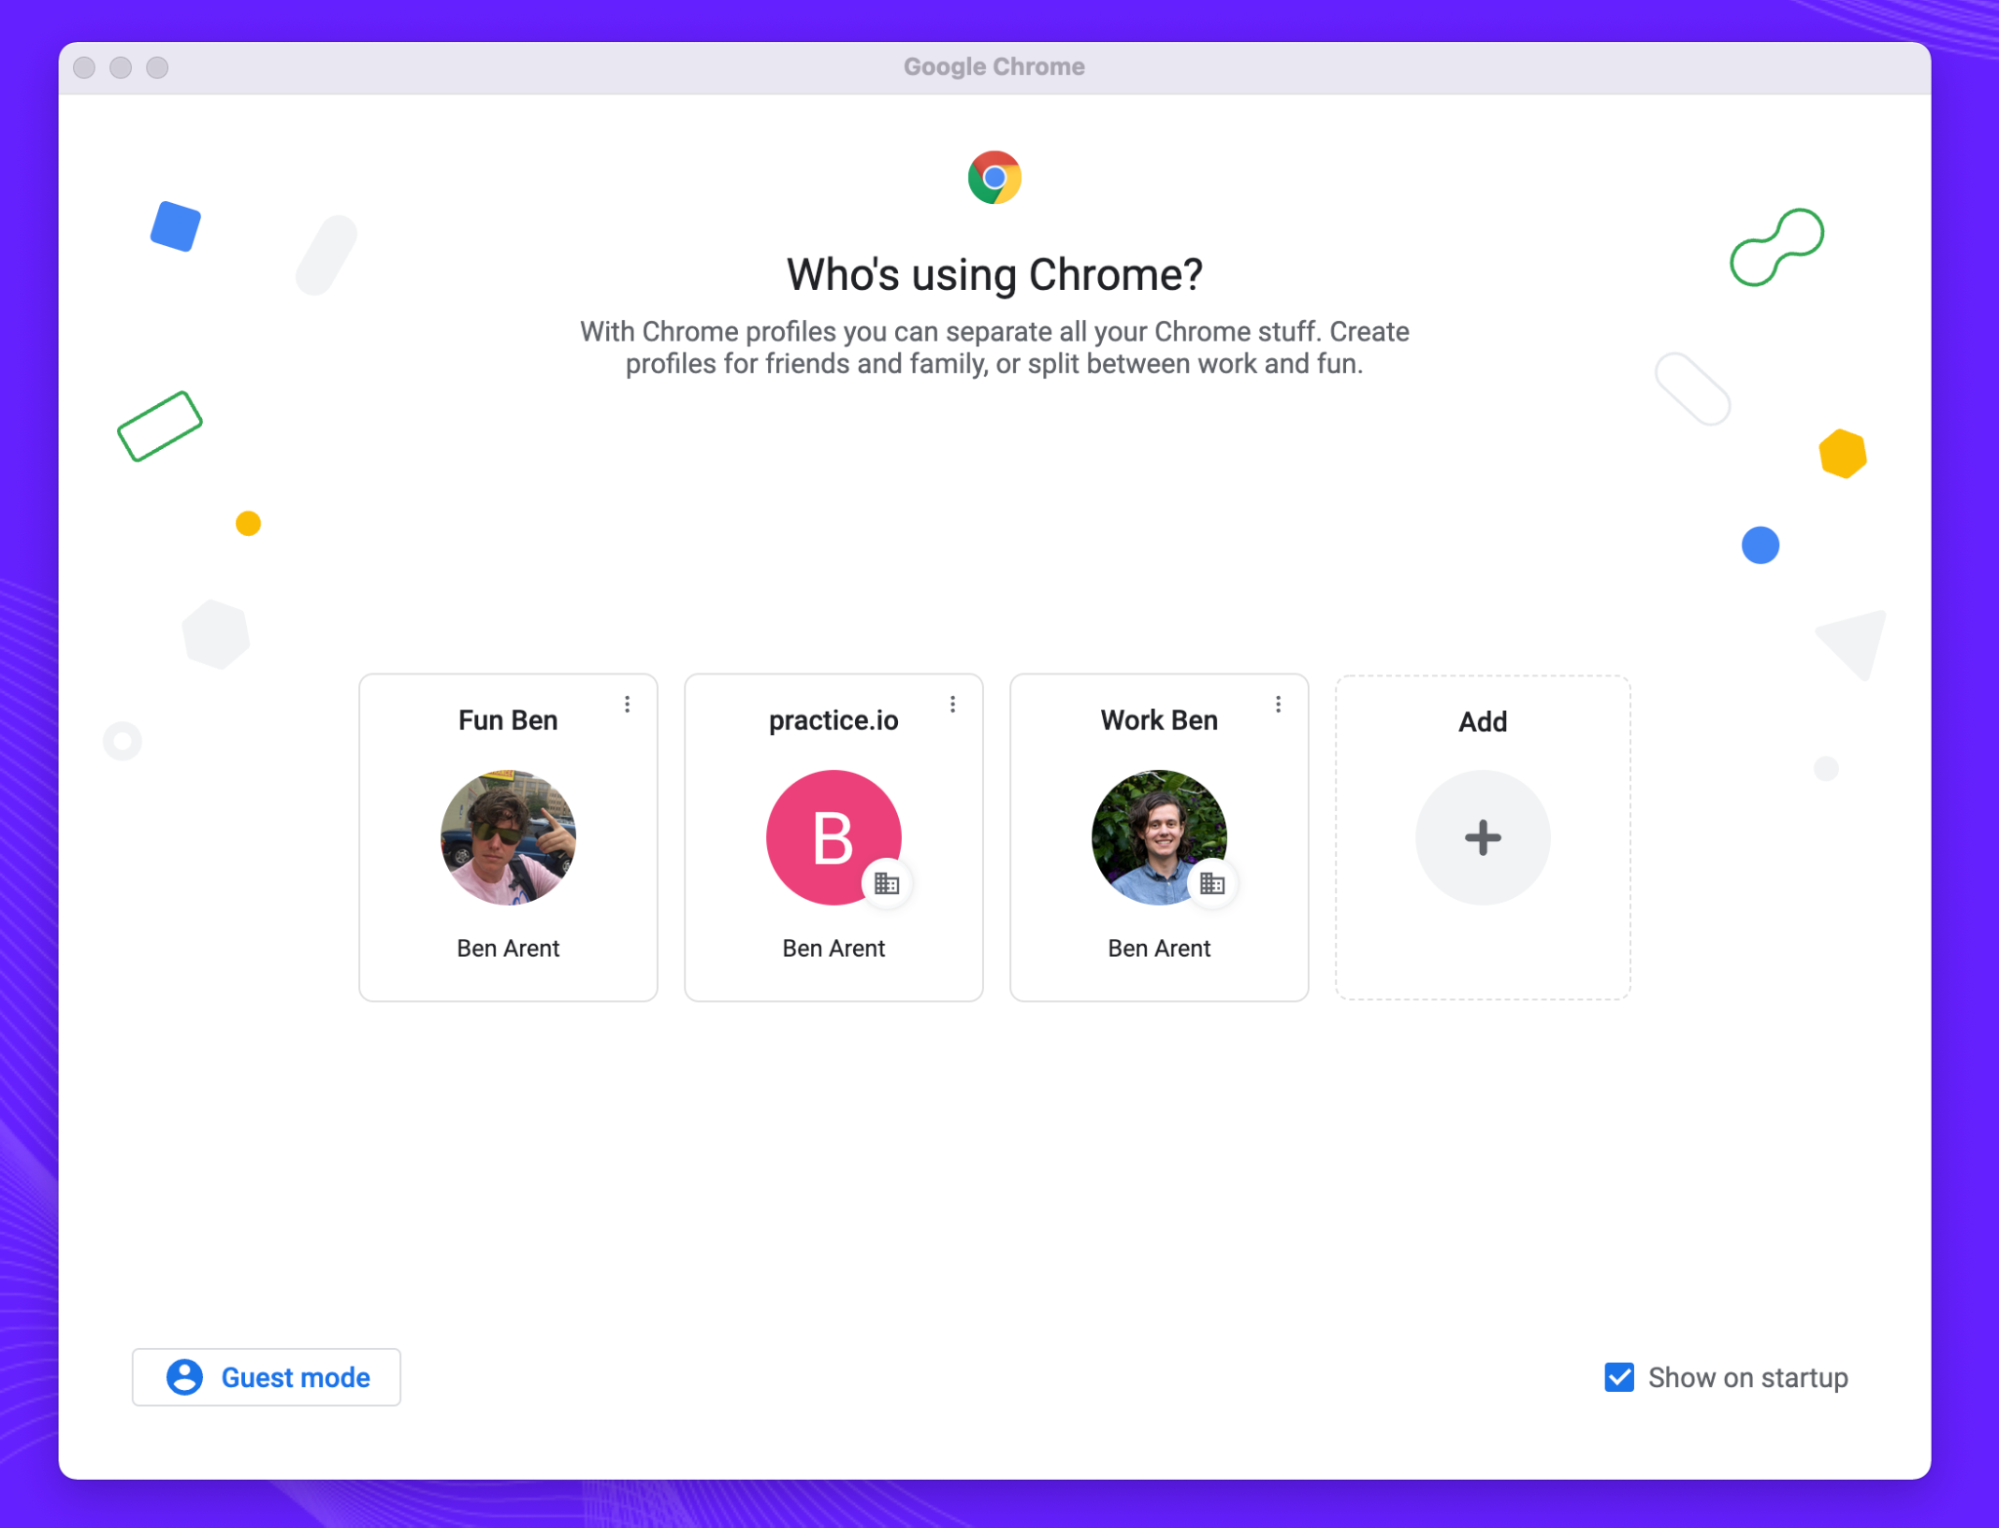 Google Chrome
Who's using Chrome?
With Chrome profiles you can separate all your Chrome stuff. Create
profiles for friends and family, or split between work and fun.
Fun Ben
Ben Arent
practice.io
B
Ben Arent
Work Ben
Ben Arent
Add
Guest mode
Show on startup